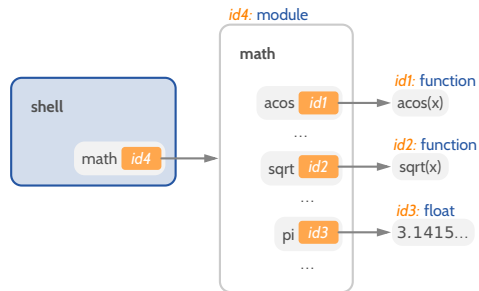 id4: module
math
shell
math id4
acos id1
...
sqrt id2
...
pi id3
...
id1: function
acos(x)
id2: function
sqrt(x)
id3: float
3.1415...